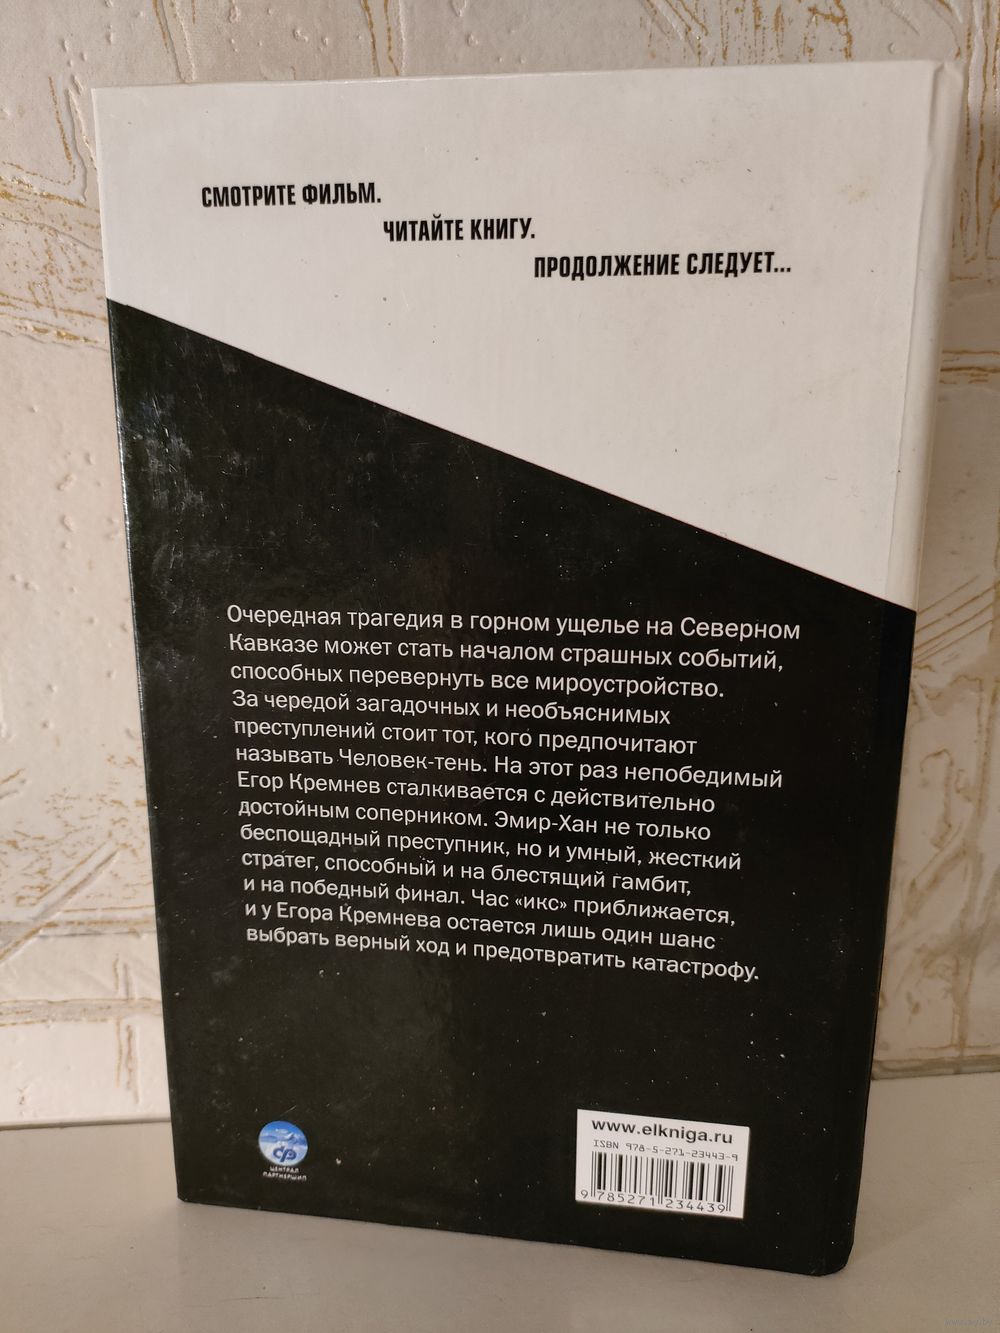 СМОТРИТЕ ФИЛЬМ.
ЧИТАЙТЕ КНИГУ.
ПРОДОЛЖЕНИЕ СЛЕДУЕТ...
Очередная трагедия в горном ущелье на Северном
Кавказе может стать началом страшных событий,
способных перевернуть все мироустройство.
За чередой загадочных и необъяснимых
преступлений стоит тот, кого предпочитают
называть Человек-тень. На этот раз непобедимый
Егор Кремнев сталкивается с действительно
достойным соперником. Эмир-Хан не только
беспощадный преступник, но и умный, жесткий
стратег, способный и на блестящий гамбит,
и на победный финал. Час «икс» приближается,
и у Егора Кремнева остается лишь один шанс
выбрать верный ход и предотвратить катастрофу.
ЦЕНТРАЛ
ПАРТНЕРШИП
www.elkniga.ru
ISBN 978-5-271-23443-9
9 785271 234439